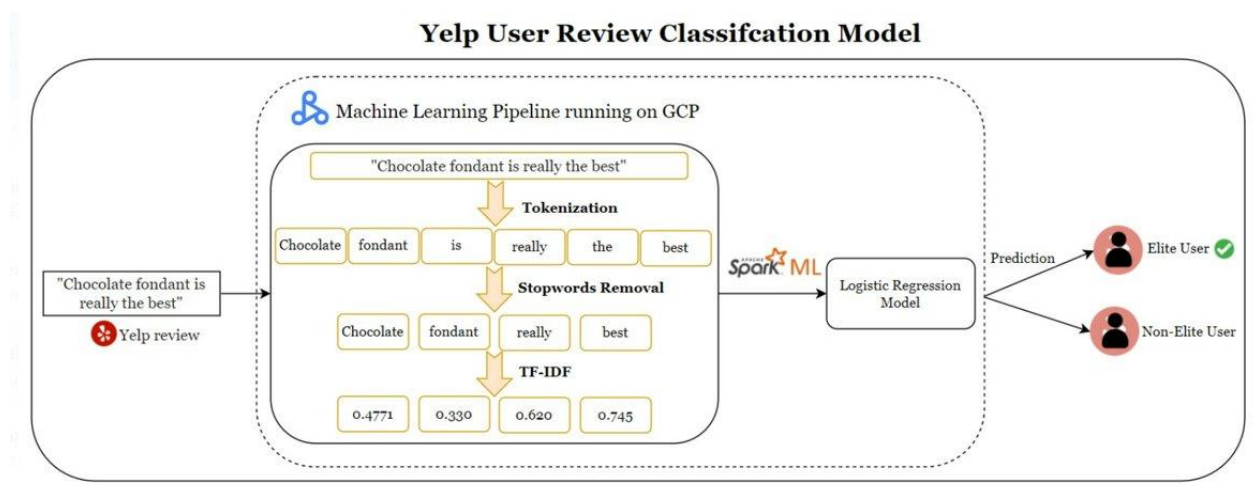 Yelp User Review Classifcation Model
Machine Learning Pipeline running on GCP
"Chocolate fondant is really the best"
Tokenization
Chocolate fondant is really the best
Stopwords Removal
Chocolate fondant really best
TF-IDF
0.4771 0.330 0.620 0.745
"Chocolate fondant is
really the best"
Yelp review
APACHE
Spark ML
Logistic Regression
Model
Prediction
Elite User
Non-Elite User